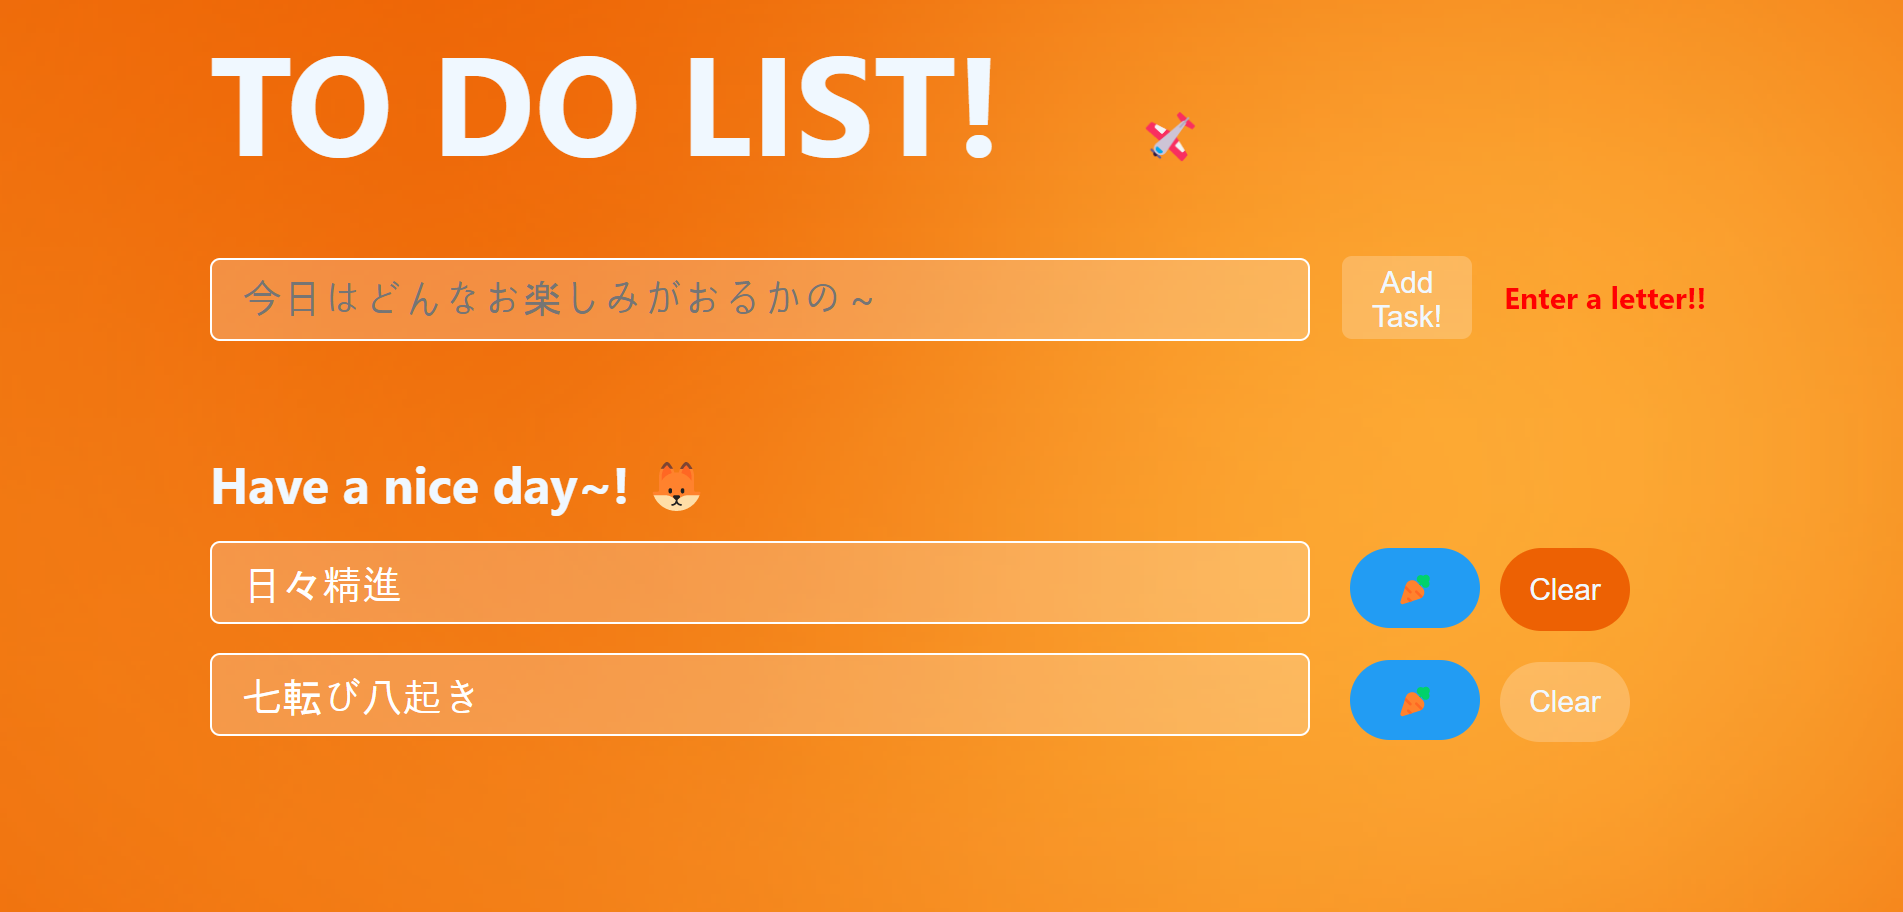 TO DO LIST!
今日はどんなお楽しみがおるかの~
Add
Task!
Enter a letter!!
Have a nice day~!
日々精進
Clear
七転び八起き
Clear